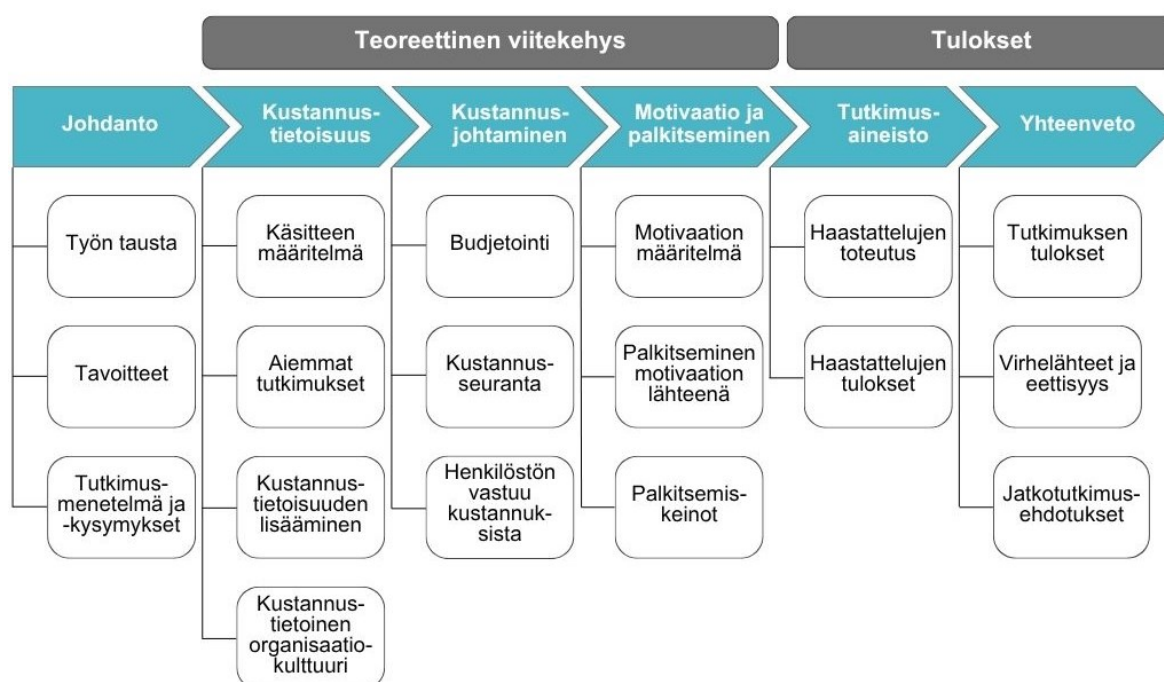 Teoreettinen viitekehys
Tulokset
Johdanto
Kustannus-
tietoisuus
Kustannus-
johtaminen
Motivaatio ja
palkitseminen
Tutkimus-
aineisto
Yhteenveto
Työn tausta
Tavoitteet
Tutkimus-
menetelmä ja
-kysymykset
Käsitteen
määritelmä
Aiemmat
tutkimukset
Kustannus-
tietoisuuden
lisääminen
Kustannus-
tietoinen
organisaatio-
kulttuuri
Budjetointi
Kustannus-
seuranta
Henkilöstön
vastuu
kustannuk-
sista
Motivaation
määritelmä
Palkitseminen
motivaation
lähteenä
Palkitsemis-
keinot
Haastattelujen
toteutus
Haastattelujen
tulokset
Tutkimuksen
tulokset
Virhelähteet ja
eettisyys
Jatkotutkimus-
ehdotukset